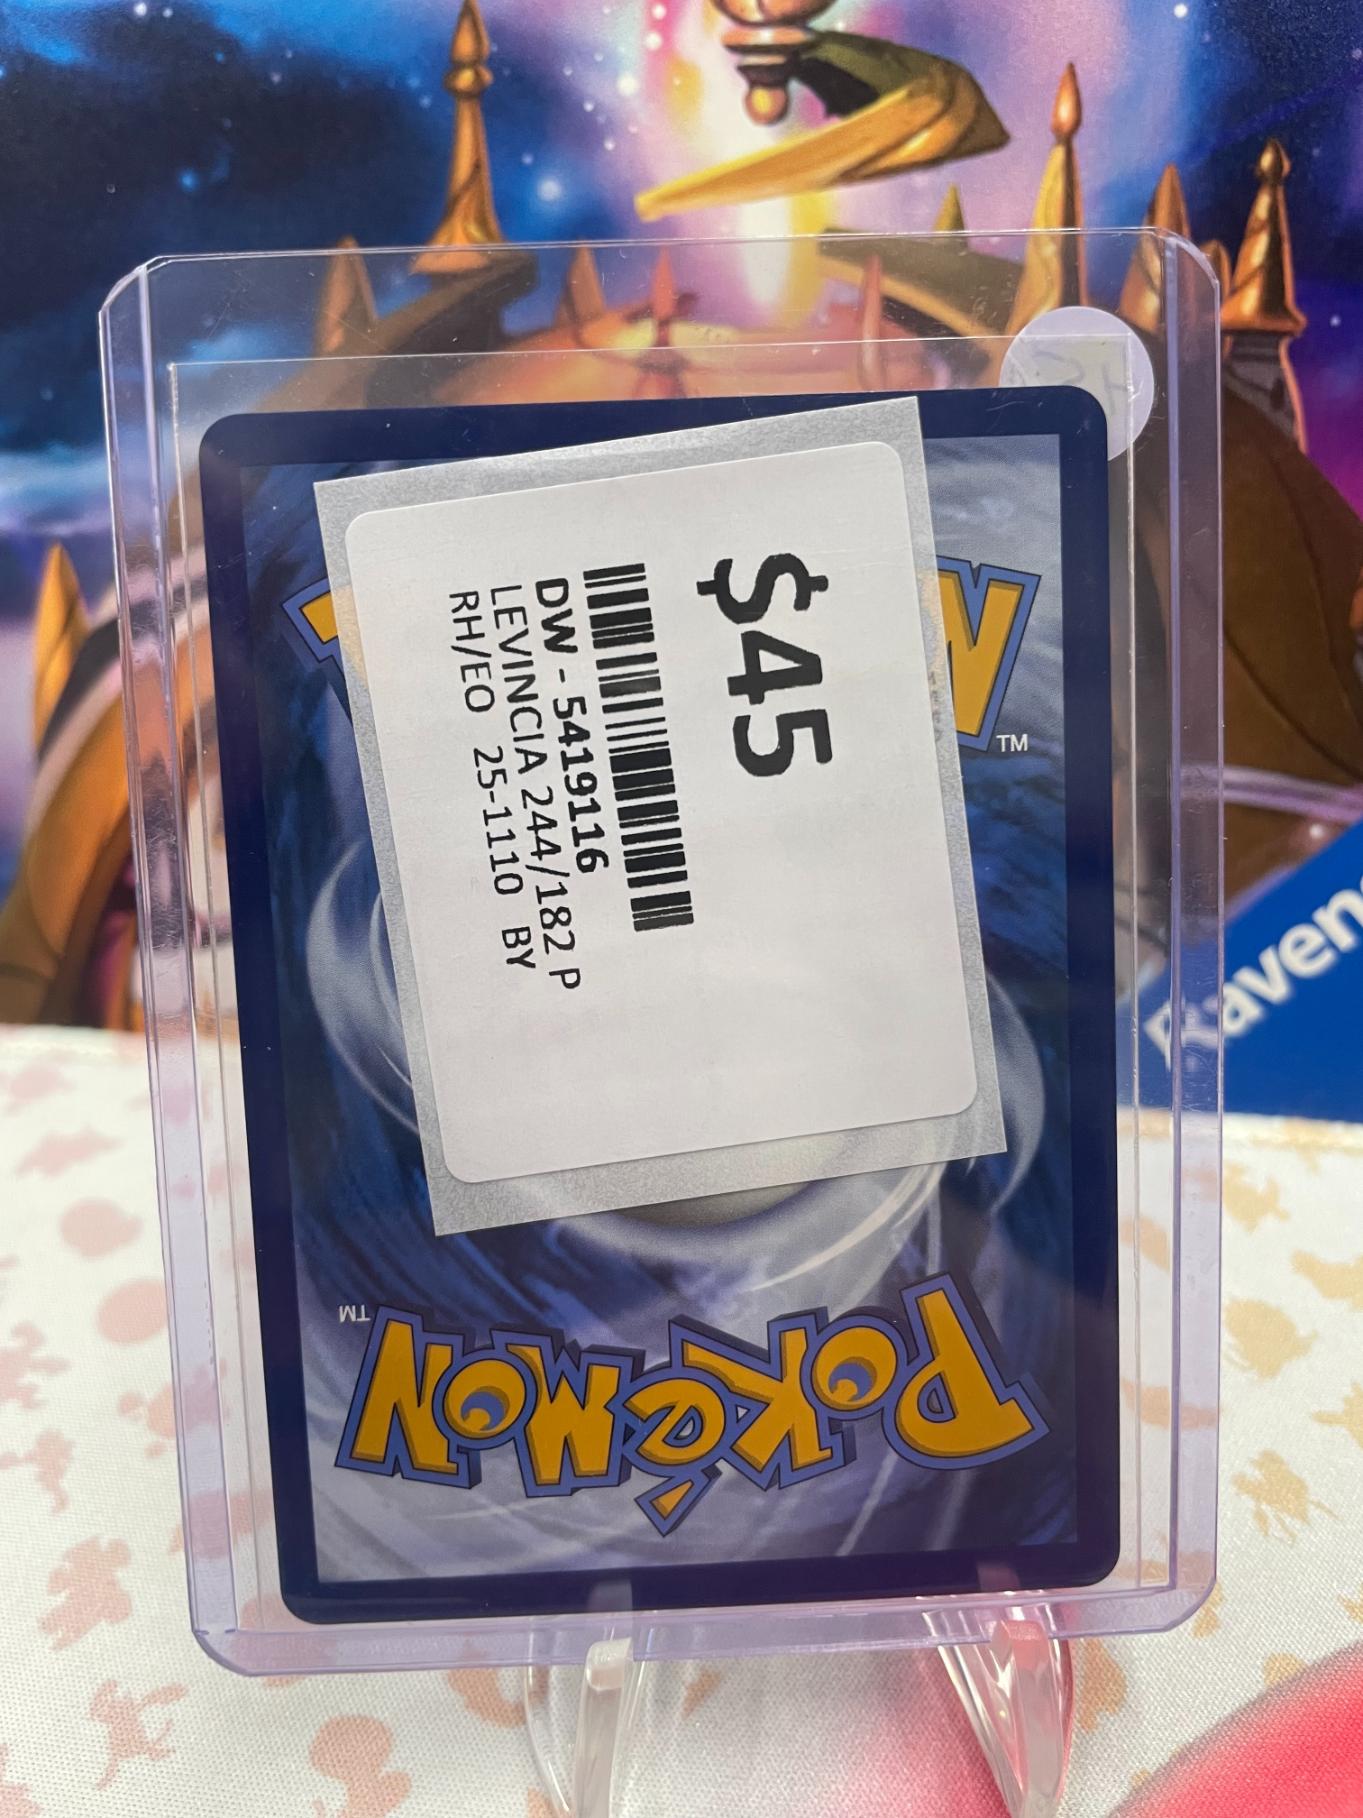 $45
DW - 5419116
LEVINCIA 244/182 P
RH/EO 25-1110 BY
N
TM
POKéMON
TM
Raven